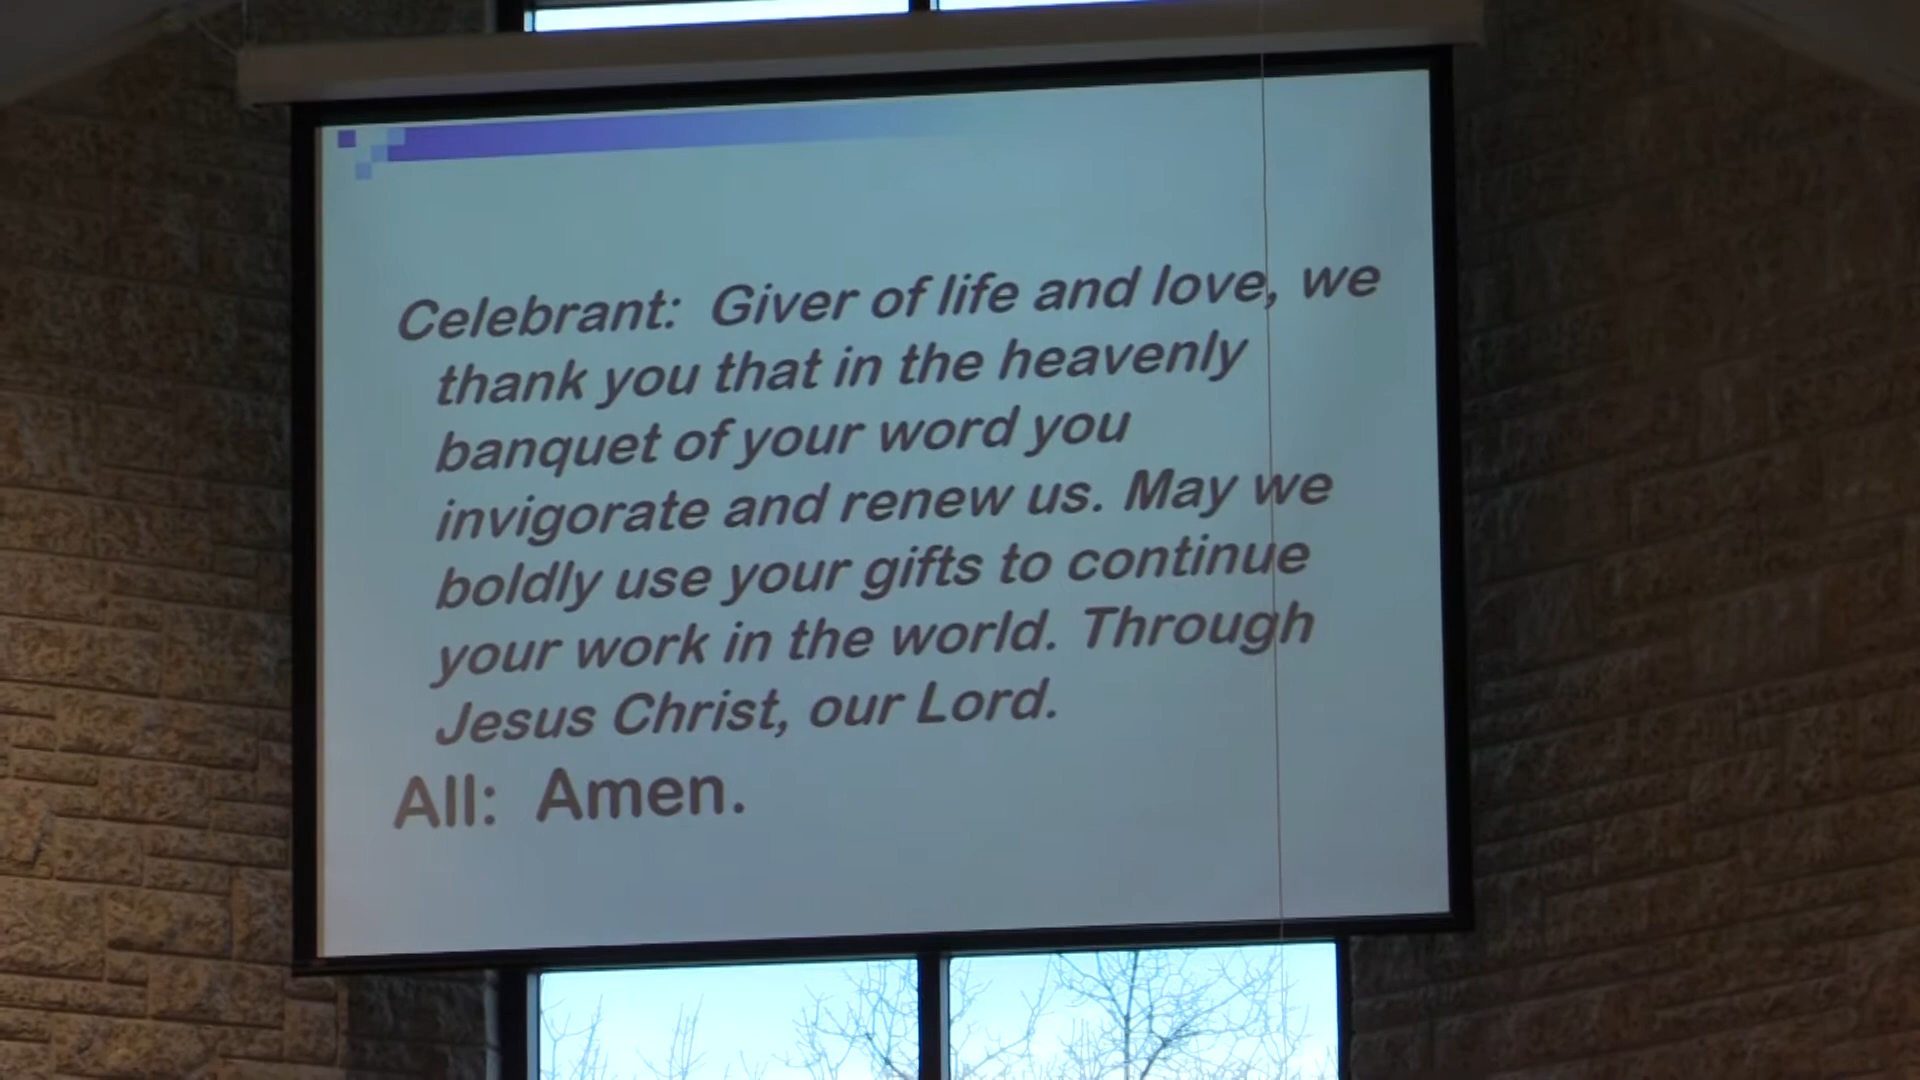 Celebrant: Giver of life and love, we
thank you that in the heavenly
banquet of your word you
invigorate and renew us. May we
boldly use your gifts to continue
your work in the world. Through
Jesus Christ, our Lord.
All: Amen.